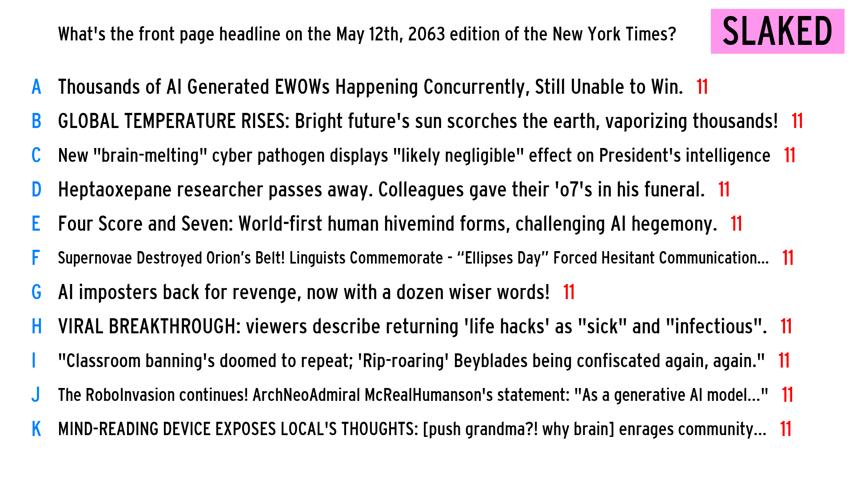 What's the front page headline on the May 12th, 2063 edition of the New York Times?
SLAKED
A Thousands of AI Generated EWOWs Happening Concurrently, Still Unable to Win. 11
B GLOBAL TEMPERATURE RISES: Bright future's sun scorches the earth, vaporizing thousands! 11
C New "brain-melting" cyber pathogen displays "likely negligible" effect on President's intelligence 11
D Heptaoxepane researcher passes away. Colleagues gave their 'o7's in his funeral. 11
E Four Score and Seven: World-first human hivemind forms, challenging AI hegemony. 11
F Supernovae Destroyed Orion’s Belt! Linguists Commemorate - “Ellipses Day” Forced Hesitant Communication... 11
G AI imposters back for revenge, now with a dozen wiser words! 11
H VIRAL BREAKTHROUGH: viewers describe returning 'life hacks' as "sick" and "infectious". 11
I "Classroom banning's doomed to repeat; 'Rip-roaring' Beyblades being confiscated again, again." 11
J The RoboInvasion continues! ArchNeoAdmiral McRealHumanson's statement: "As a generative AI model..." 11
K MIND-READING DEVICE EXPOSES LOCAL'S THOUGHTS: [push grandma?! why brain] enrages community... 11